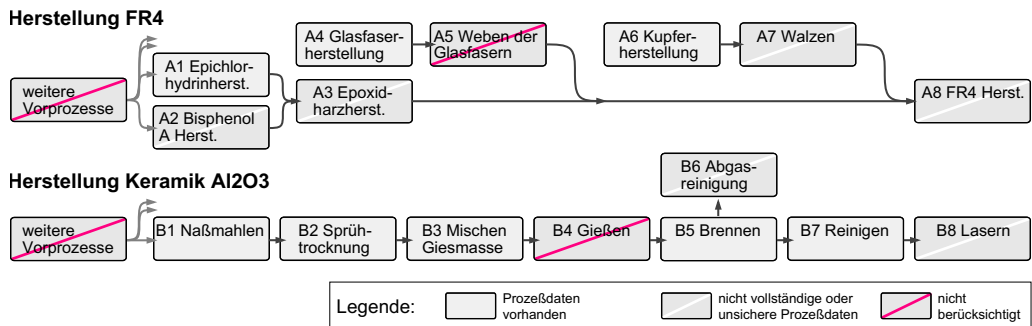 Herstellung FR4
A4 Glasfaser-
herstellung
A5 Weben der
Glasfasern
A6 Kupfer-
herstellung
A7 Walzen
weitere
Vorprozesse
A1 Epichlor-
hydrinherst.
A2 Bisphenol
A Herst.
A3 Epoxid-
harzherst.
A8 FR4 Herst.
Herstellung Keramik Al2O3
B6 Abgas-
reinigung
weitere
Vorprozesse
B1 Naßmahlen
B2 Sprüh-
trocknung
B3 Mischen
Giesmasse
B4 Gießen
B5 Brennen
B7 Reinigen
B8 Lasern
Legende:
Prozeßdaten
vorhanden
nicht vollständige oder
unsichere Prozeßdaten
nicht
berücksichtigt